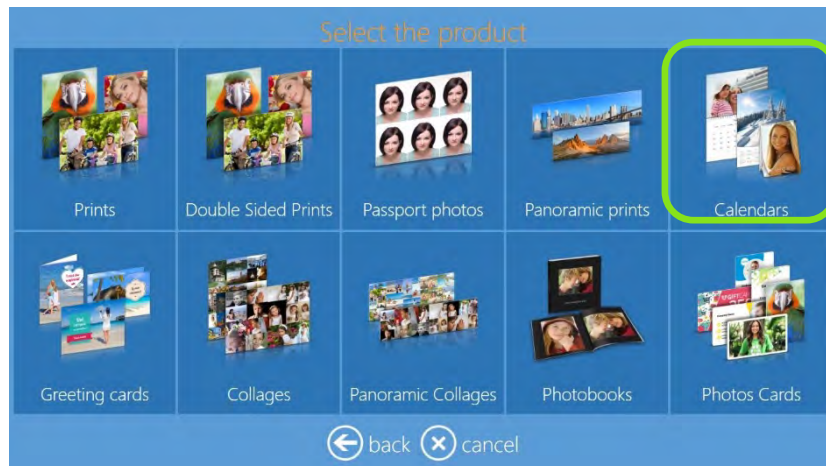 Select the product
Prints
Double Sided Prints
Passport photos
Panoramic prints
Calendars
Greeting cards
Collages
Panoramic Collages
Photobooks
Photos Cards
back cancel